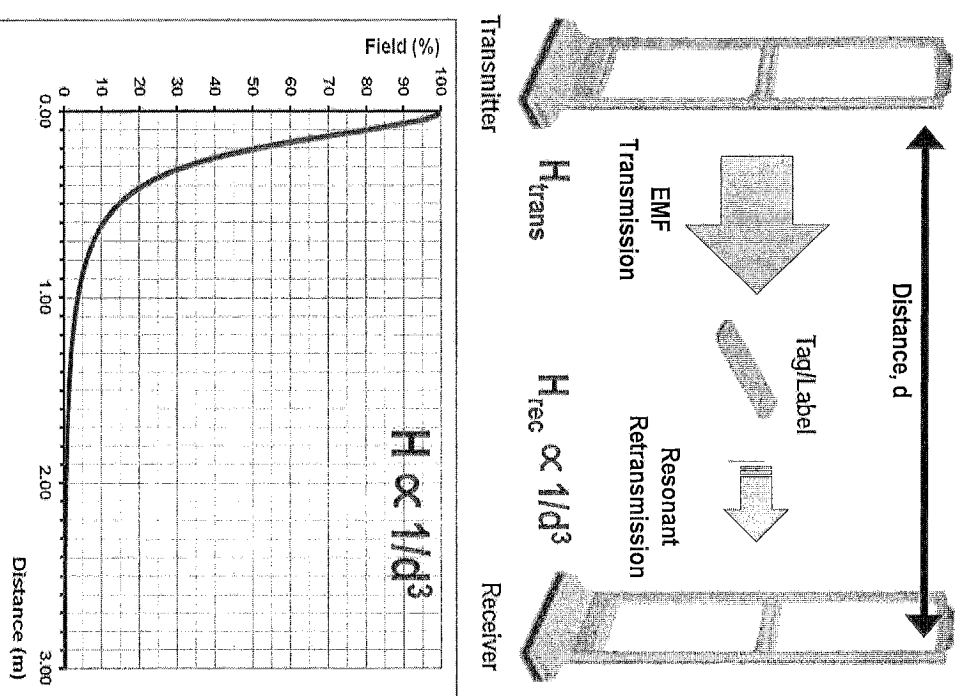 Distance, d
Tag/Label
EMF
Transmission
Resonant
Retransmission
H_trans
H_rec ∝ 1/d³
Transmitter
Receiver
Field (%)
100
90
80
70
60
50
40
30
20
10
0
H ∝ 1/d³
0.00
1.00
2.00
3.00
Distance (m)